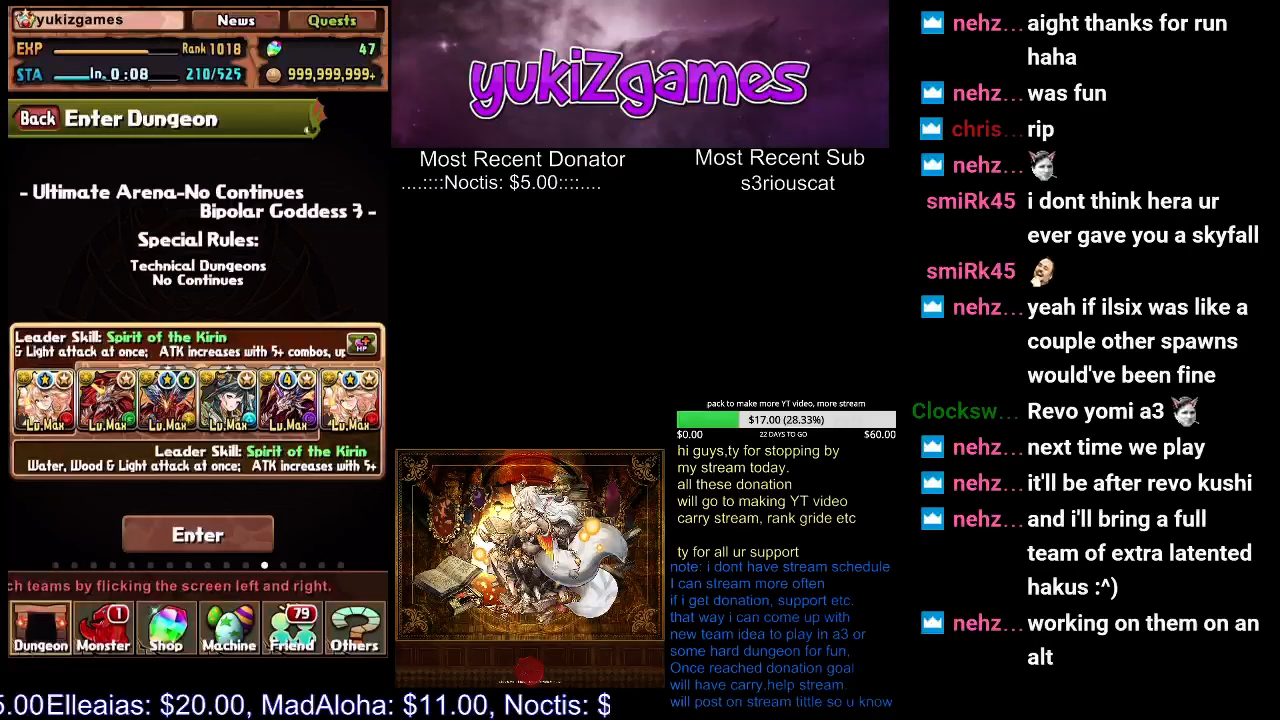 yukizgames
News
Quests
EXP
Rank 1018
47
STA
In 0:08
210/525
999,999,999+
Back
Enter Dungeon
- Ultimate Arena-No Continues
Bipolar Goddess 3 -
Special Rules:
Technical Dungeons
No Continues
Leader Skill: Spirit of the Kirin
& Light attack at once; ATK increases with 5+ combos, up
HP
4
Lv.Max
Lv.Max
Lv.Max
Lv.Max
Lv.Max
Lv.Max
Leader Skill: Spirit of the Kirin
Water, Wood & Light attack at once; ATK increases with 5+
Enter
ch teams by flicking the screen left and right.
1
79
Dungeon
Monster
Shop
Machine
Friend
Others
yukiZgames
Most Recent Donator
....::::Noctis: $5.00::::....
Most Recent Sub
s3riouscat
pack to make more YT video, more stream
$17.00 (28.33%)
$0.00
22 DAYS TO GO
$60.00
hi guys,ty for stopping by
my stream today.
all these donation
will go to making YT video
carry stream, rank gride etc
ty for all ur support
note: i dont have stream schedule
I can stream more often
if i get donation, support etc.
that way i can come up with
new team idea to play in a3 or
some hard dungeon for fun,
Once reached donation goal
will have carry,help stream.
will post on stream tittle so u know
5.00Elleaias: $20.00, MadAloha: $11.00, Noctis: $
nehz... aight thanks for run
haha
nehz... was fun
chris... rip
nehz...
smiRk45 i dont think hera ur
ever gave you a skyfall
smiRk45
nehz... yeah if ilsix was like a
couple other spawns
would've been fine
Clocksw... Revo yomi a3
nehz... next time we play
nehz... it'll be after revo kushi
nehz... and i'll bring a full
team of extra latented
hakus :^)
nehz... working on them on an
alt